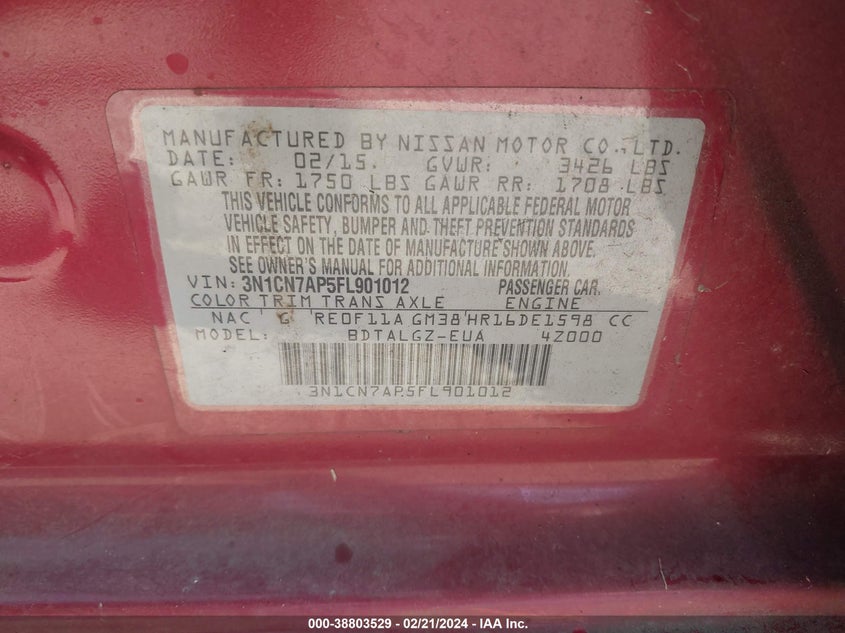 MANUFACTURED BY NISSAN MOTOR CO., LTD.
DATE: 02/15. GVWR: 3426 LBS
GAWR FR: 1750 LBS GAWR RR: 1708 LBS
THIS VEHICLE CONFORMS TO ALL APPLICABLE FEDERAL MOTOR
VEHICLE SAFETY, BUMPER AND THEFT PREVENTION STANDARDS
IN EFFECT ON THE DATE OF MANUFACTURE SHOWN ABOVE.
SEE OWNER'S MANUAL FOR ADDITIONAL INFORMATION.
VIN: 3N1CN7AP5FL901012 PASSENGER CAR.
COLOR TRIM TRANS AXLE ENGINE
NAC G RE0F11A GM38 HR16DE1598 CC
MODEL: BDTALGZ-EUA 4Z000
3N1CN7AP5FL901012
000-38803529 - 02/21/2024 - IAA Inc.